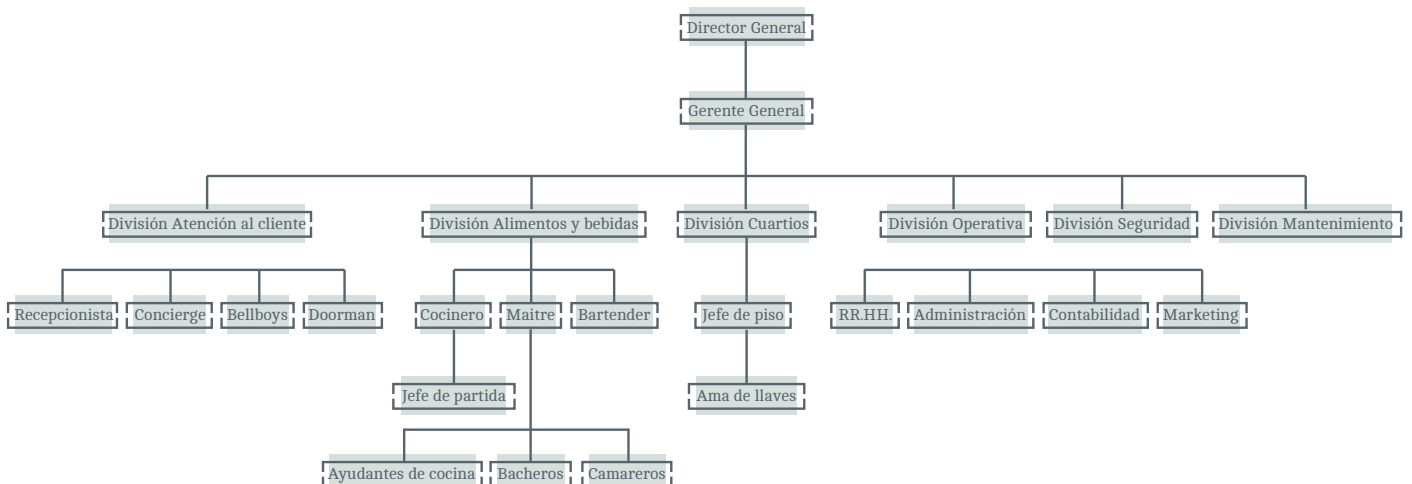 Director General
Gerente General
División Atención al cliente
División Alimentos y bebidas
División Cuartios
División Operativa
División Seguridad
División Mantenimiento
Recepcionista
Concierge
Bellboys
Doorman
Cocinero
Maitre
Bartender
Jefe de piso
RR.HH.
Administración
Contabilidad
Marketing
Jefe de partida
Ama de llaves
Ayudantes de cocina
Bacheros
Camareros